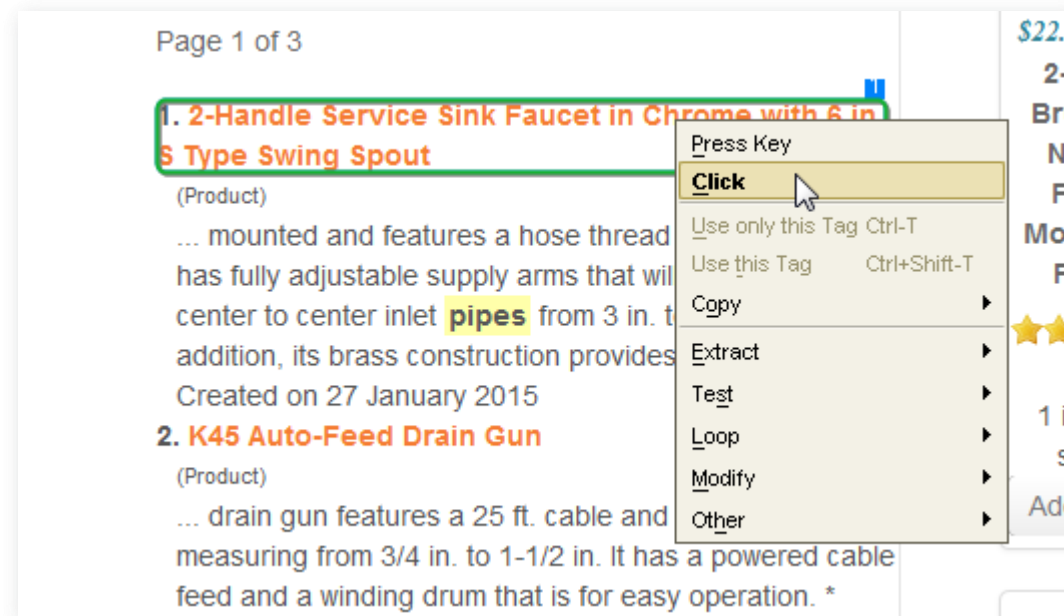 Page 1 of 3
1. 2-Handle Service Sink Faucet in Chrome with 6 in
S Type Swing Spout
(Product)
... mounted and features a hose thread
has fully adjustable supply arms that wil
center to center inlet pipes from 3 in.
addition, its brass construction provides
Created on 27 January 2015
2. K45 Auto-Feed Drain Gun
(Product)
... drain gun features a 25 ft. cable and
measuring from 3/4 in. to 1-1/2 in. It has a powered cable
feed and a winding drum that is for easy operation. *
Press Key
Click
Use only this Tag Ctrl-T
Use this Tag Ctrl+Shift-T
Copy
Extract
Test
Loop
Modify
Other
$22.
2-
Br
N
F
Mo
F
1 i
s
Ad